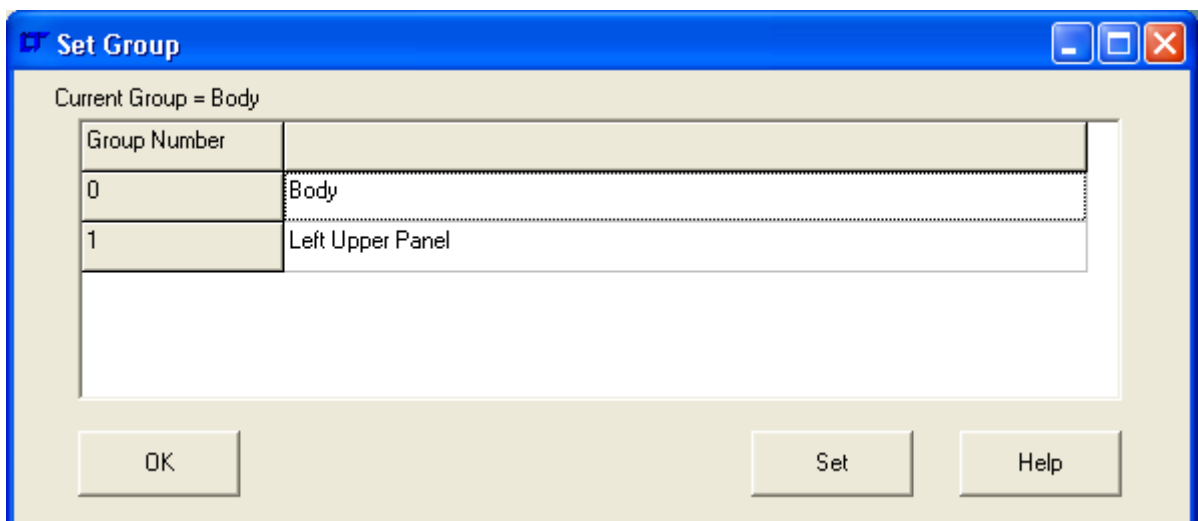 Set Group
Current Group = Body
Group Number
0 Body
1 Left Upper Panel
OK Set Help